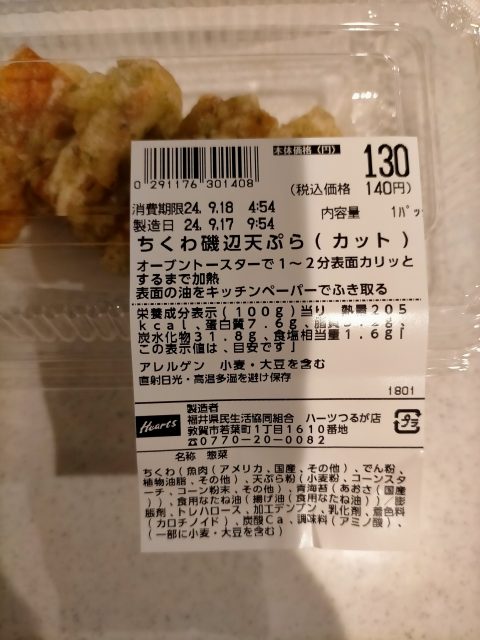 本体価格(円)
130
(税込価格 140円)
0 291176 301408
消費期限24. 9.18 4:54
内容量 1パッ
製造日 24. 9.17 9:54
ちくわ磯辺天ぷら(カット)
オーブントースターで1〜2分表面カリッと
するまで加熱
表面の油をキッチンペーパーでふき取る
栄養成分表示(100g)当り 熱量205
kcal、蛋白質7.6g、脂質
炭水化物31.8g、食塩相当量1.6g[
この表示値は、目安です]
アレルゲン 小麦・大豆を含む
直射日光・高温多湿を避け保存
1801
Hearts
製造者
福井県民生活協同組合 ハーツつるが店
敦賀市若葉町1丁目1610番地
☎0770-20-0082
プラ
名称 惣菜
ちくわ(魚肉(アメリカ、国産、その他)、でん粉、
植物油脂、その他)、天ぷら粉(小麦粉、コーンスタ
ーチ、コーン粉末、その他)、青海苔(あおさ(国産
))、食用なたね油(揚げ油(食用なたね油))/膨
脹剤、トレハロース、加工デンプン、乳化剤、着色料
(カロチノイド)、炭酸Ca、調味料(アミノ酸)、
(一部に小麦・大豆を含む)